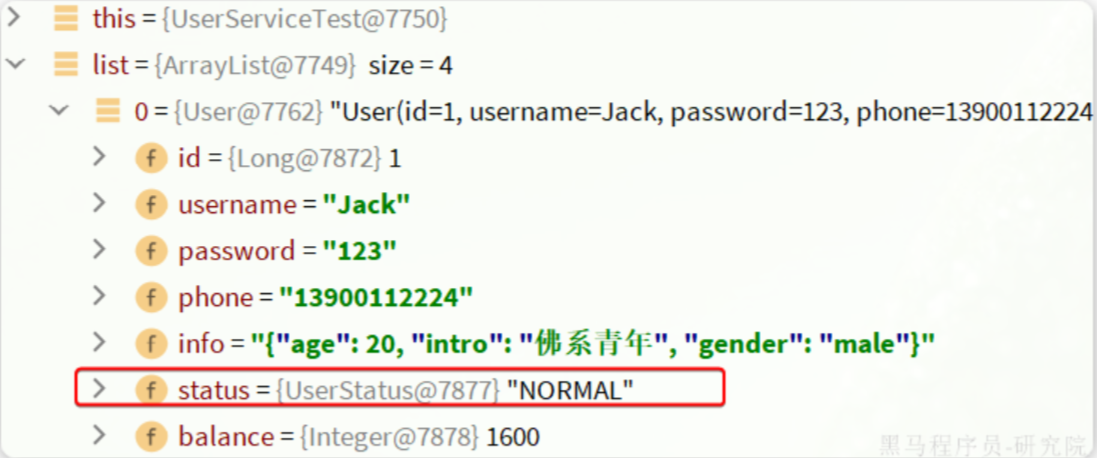 this = {UserServiceTest@7750}
list = {ArrayList@7749} size = 4
0 = {User@7762} "User(id=1, username=Jack, password=123, phone=13900112224
f id = {Long@7872} 1
f username = "Jack"
f password = "123"
f phone = "13900112224"
f info = "{"age": 20, "intro": "佛系青年", "gender": "male"}"
f status = {UserStatus@7877} "NORMAL"
f balance = {Integer@7878} 1600
黑马程序员-研究院